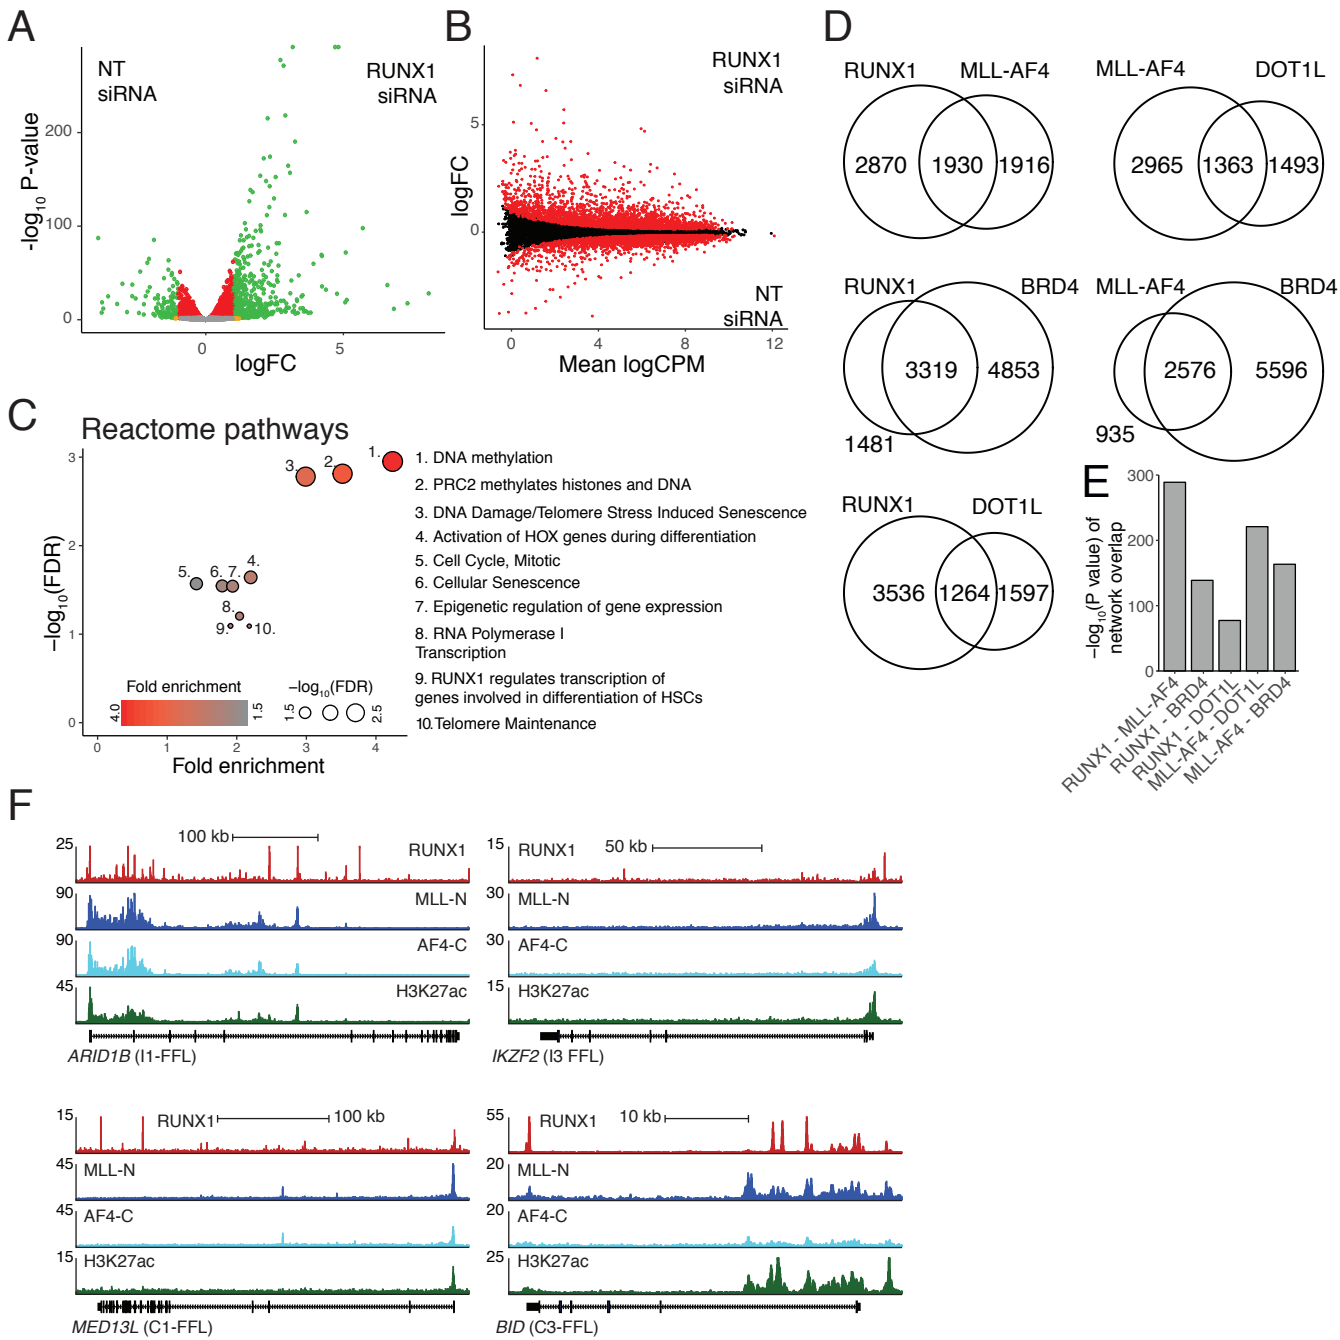 A
NT
siRNA
RUNX1
siRNA
-log10 P-value
200
100
0
0
5
logFC
B
RUNX1
siRNA
NT
siRNA
logFC
5
0
0
4
8
12
Mean logCPM
C
Reactome pathways
−log10(FDR)
3
2
1
0
0
1
2
3
4
Fold enrichment
1.
2.
3.
4.
5.
6.
7.
8.
9.
10.
Fold enrichment
4.0
1.5
−log10(FDR)
1.5
2.5
1. DNA methylation
2. PRC2 methylates histones and DNA
3. DNA Damage/Telomere Stress Induced Senescence
4. Activation of HOX genes during differentiation
5. Cell Cycle, Mitotic
6. Cellular Senescence
7. Epigenetic regulation of gene expression
8. RNA Polymerase I
Transcription
9. RUNX1 regulates transcription of
genes involved in differentiation of HSCs
10.Telomere Maintenance
D
RUNX1
MLL-AF4
2870
1930
1916
MLL-AF4
DOT1L
2965
1363
1493
RUNX1
BRD4
3319
4853
1481
MLL-AF4
BRD4
2576
5596
935
RUNX1
DOT1L
3536
1264
1597
E
−log10(P value) of
network overlap
300
200
100
0
RUNX1 - MLL-AF4
RUNX1 - BRD4
RUNX1 - DOT1L
MLL-AF4 - DOT1L
MLL-AF4 - BRD4
F
100 kb
25
RUNX1
90
MLL-N
90
AF4-C
45
H3K27ac
ARID1B (I1-FFL)
50 kb
15
RUNX1
30
MLL-N
30
AF4-C
15
H3K27ac
IKZF2 (I3 FFL)
15
RUNX1
100 kb
45
MLL-N
45
AF4-C
15
H3K27ac
MED13L (C1-FFL)
55
RUNX1
10 kb
20
MLL-N
20
AF4-C
25
H3K27ac
BID (C3-FFL)